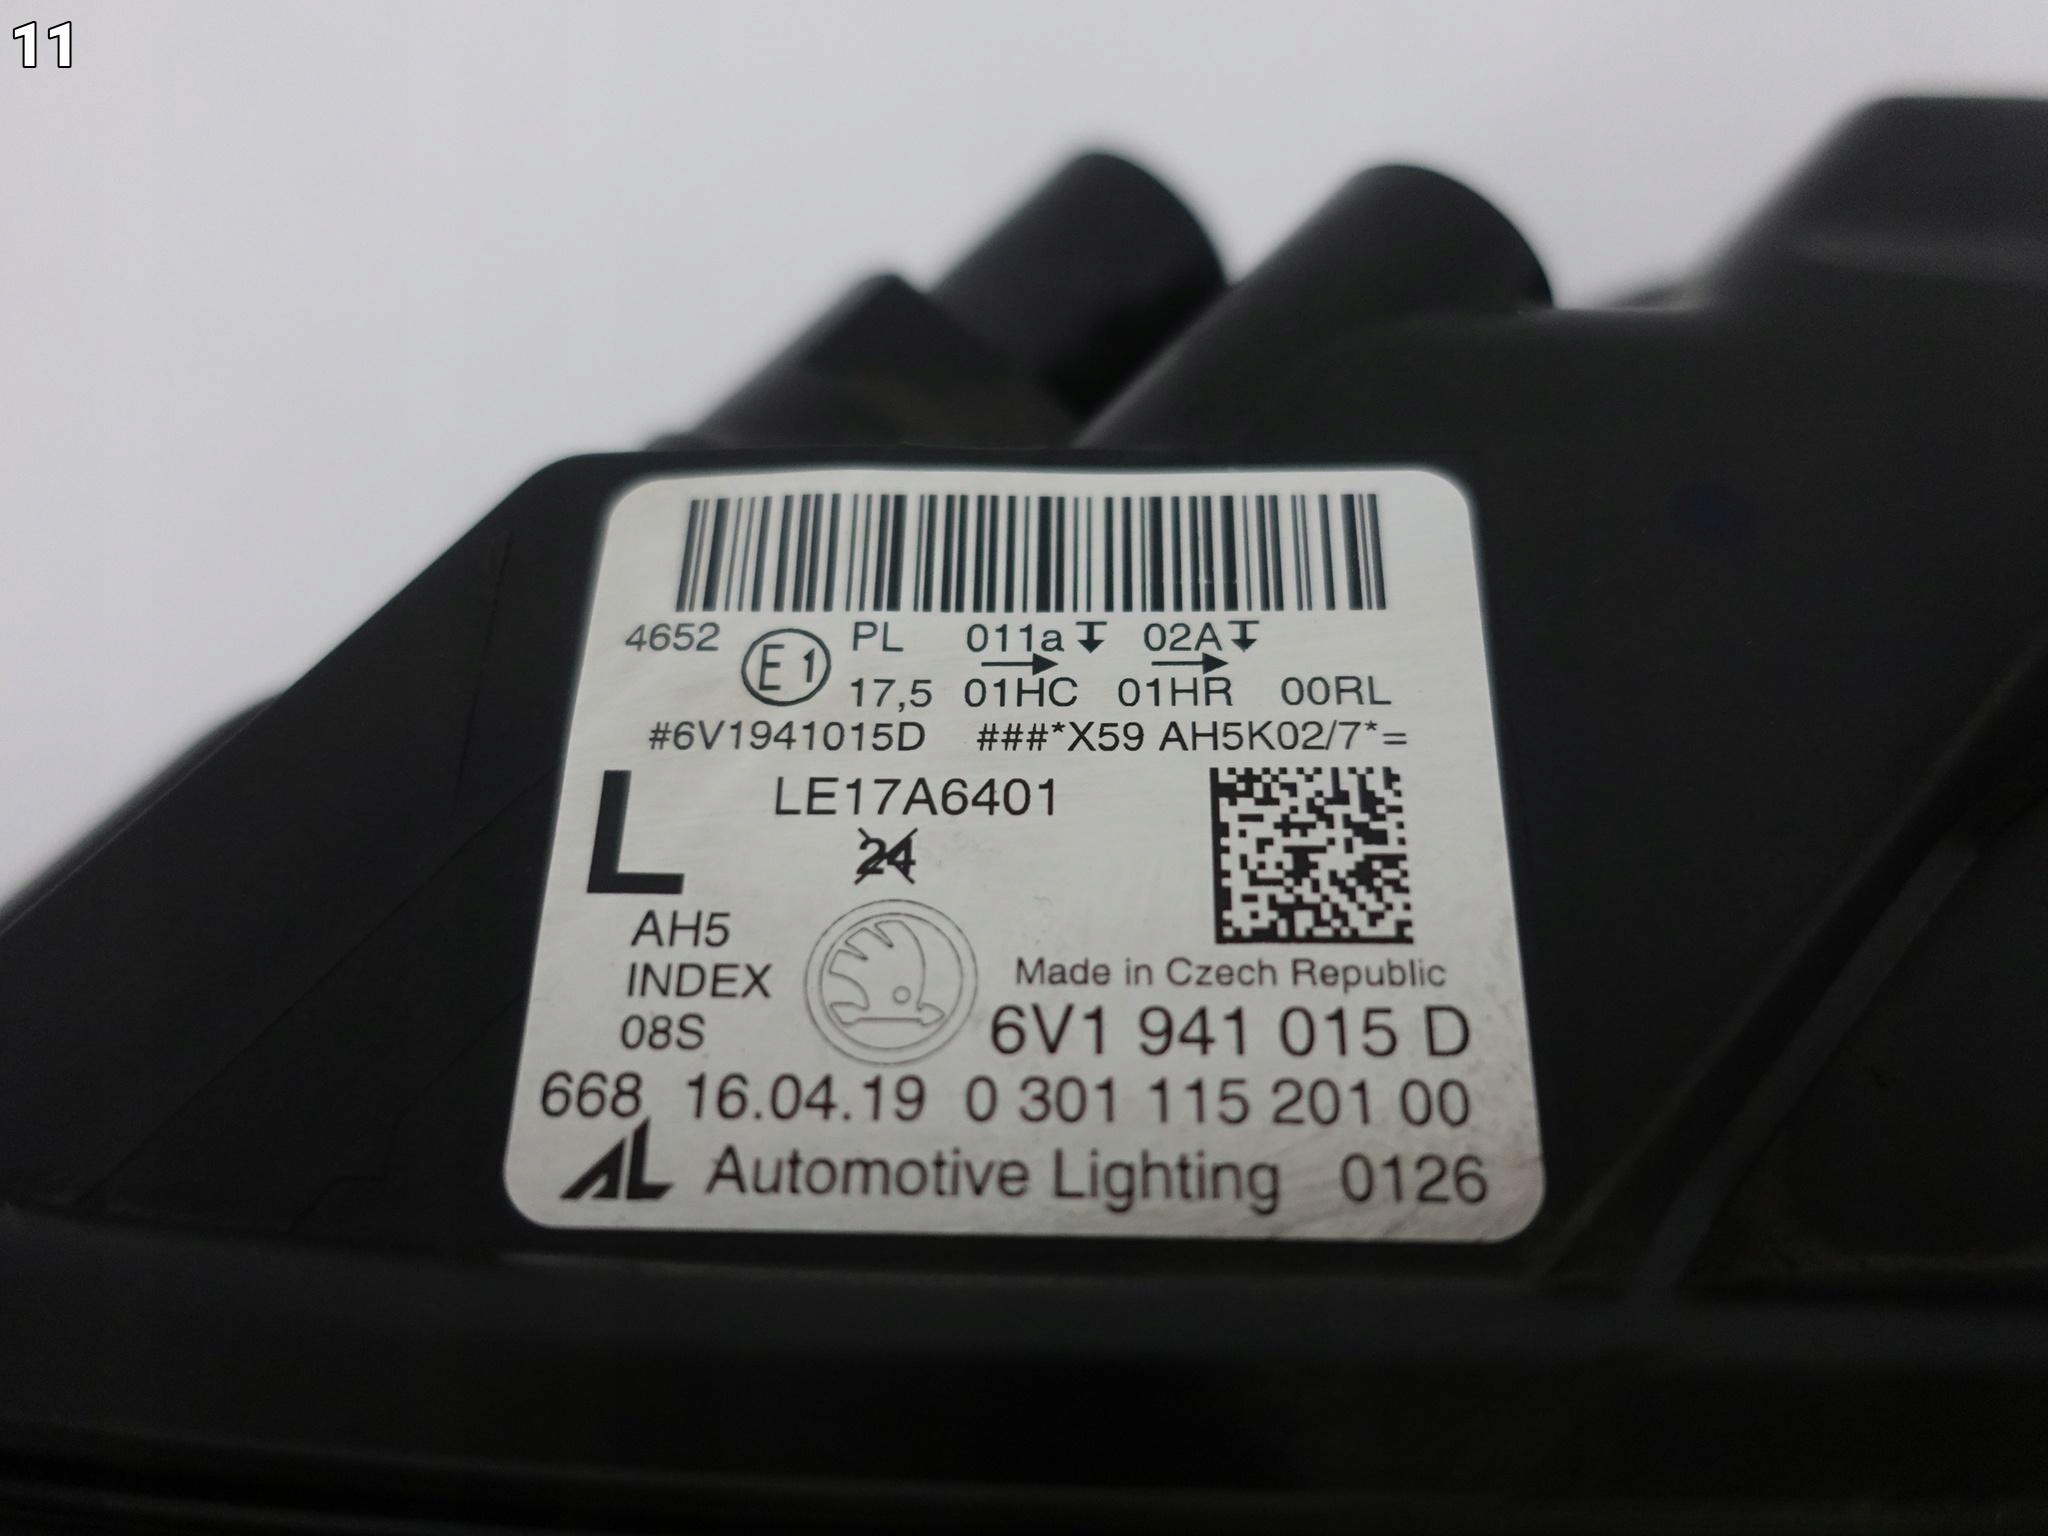 11
4652 E1 PL 011a 02A
17,5 01HC 01HR 00RL
#6V1941015D ###*X59 AH5K02/7*=
LE17A6401
L
24
AH5
INDEX
08S
Made in Czech Republic
6V1 941 015 D
668 16.04.19 0 301 115 201 00
AL Automotive Lighting 0126